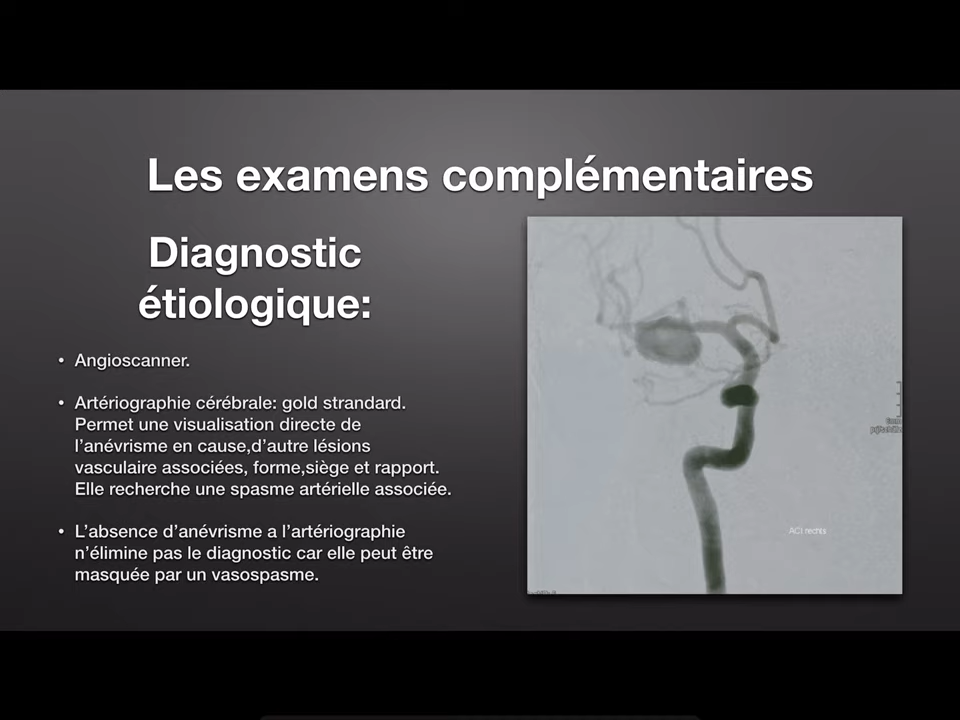 Les examens complémentaires
Diagnostic
étiologique:
• Angioscanner.
• Artériographie cérébrale: gold strandard.
Permet une visualisation directe de
l'anévrisme en cause,d'autre lésions
vasculaire associées, forme,siège et rapport.
Elle recherche une spasme artérielle associée.
• L'absence d'anévrisme a l'artériographie
n'élimine pas le diagnostic car elle peut être
masquée par un vasospasme.
ACI rechts